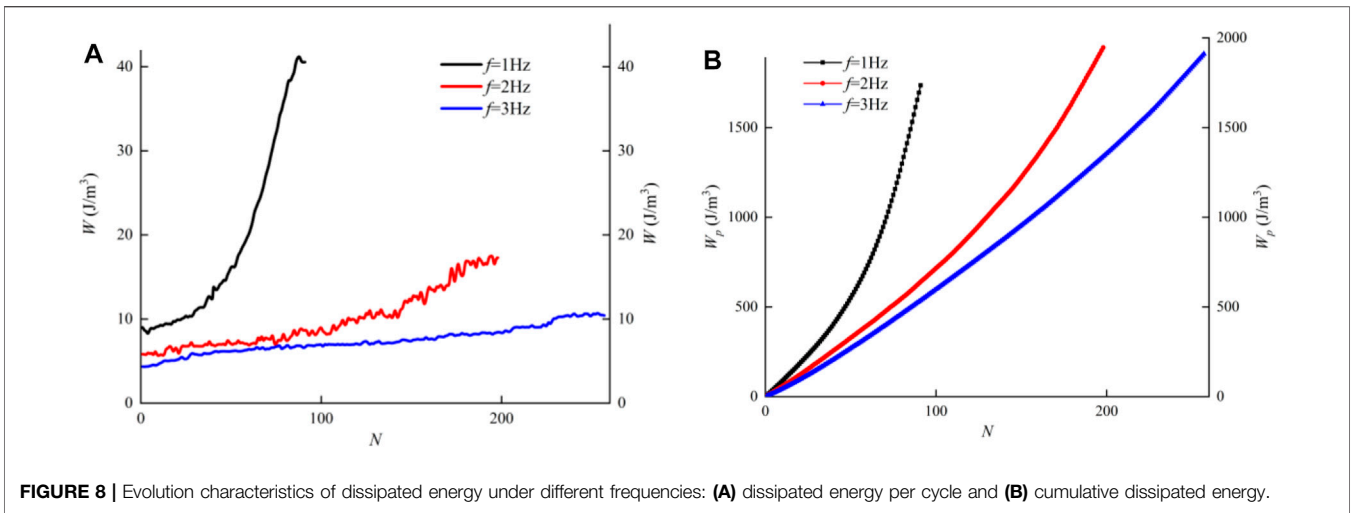 A
f=1Hz
f=2Hz
f=3Hz
40
30
20
10
0
W (J/m³)
0
100
200
N
40
30
20
10
0
W (J/m³)
B
f=1Hz
f=2Hz
f=3Hz
1500
1000
500
0
Wₚ (J/m³)
0
100
200
N
2000
1500
1000
500
0
Wₚ (J/m³)
FIGURE 8 | Evolution characteristics of dissipated energy under different frequencies: (A) dissipated energy per cycle and (B) cumulative dissipated energy.